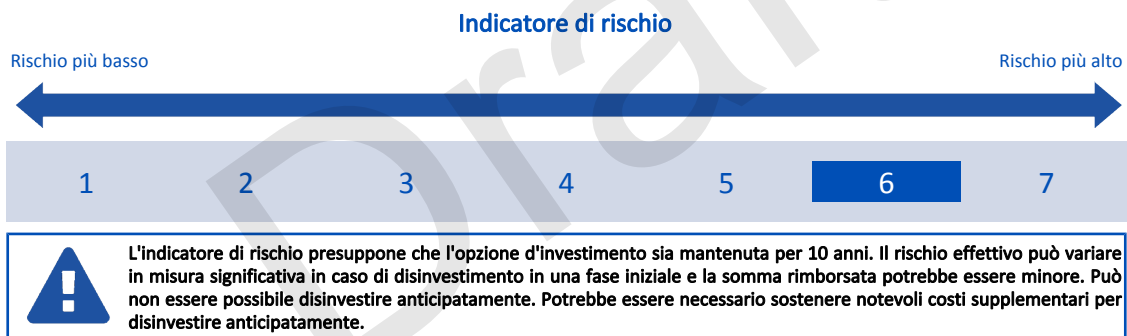 Indicatore di rischio
Rischio più basso
Rischio più alto
1 2 3 4 5 6 7
L'indicatore di rischio presuppone che l'opzione d'investimento sia mantenuta per 10 anni. Il rischio effettivo può variare
in misura significativa in caso di disinvestimento in una fase iniziale e la somma rimborsata potrebbe essere minore. Può
non essere possibile disinvestire anticipatamente. Potrebbe essere necessario sostenere notevoli costi supplementari per
disinvestire anticipatamente.